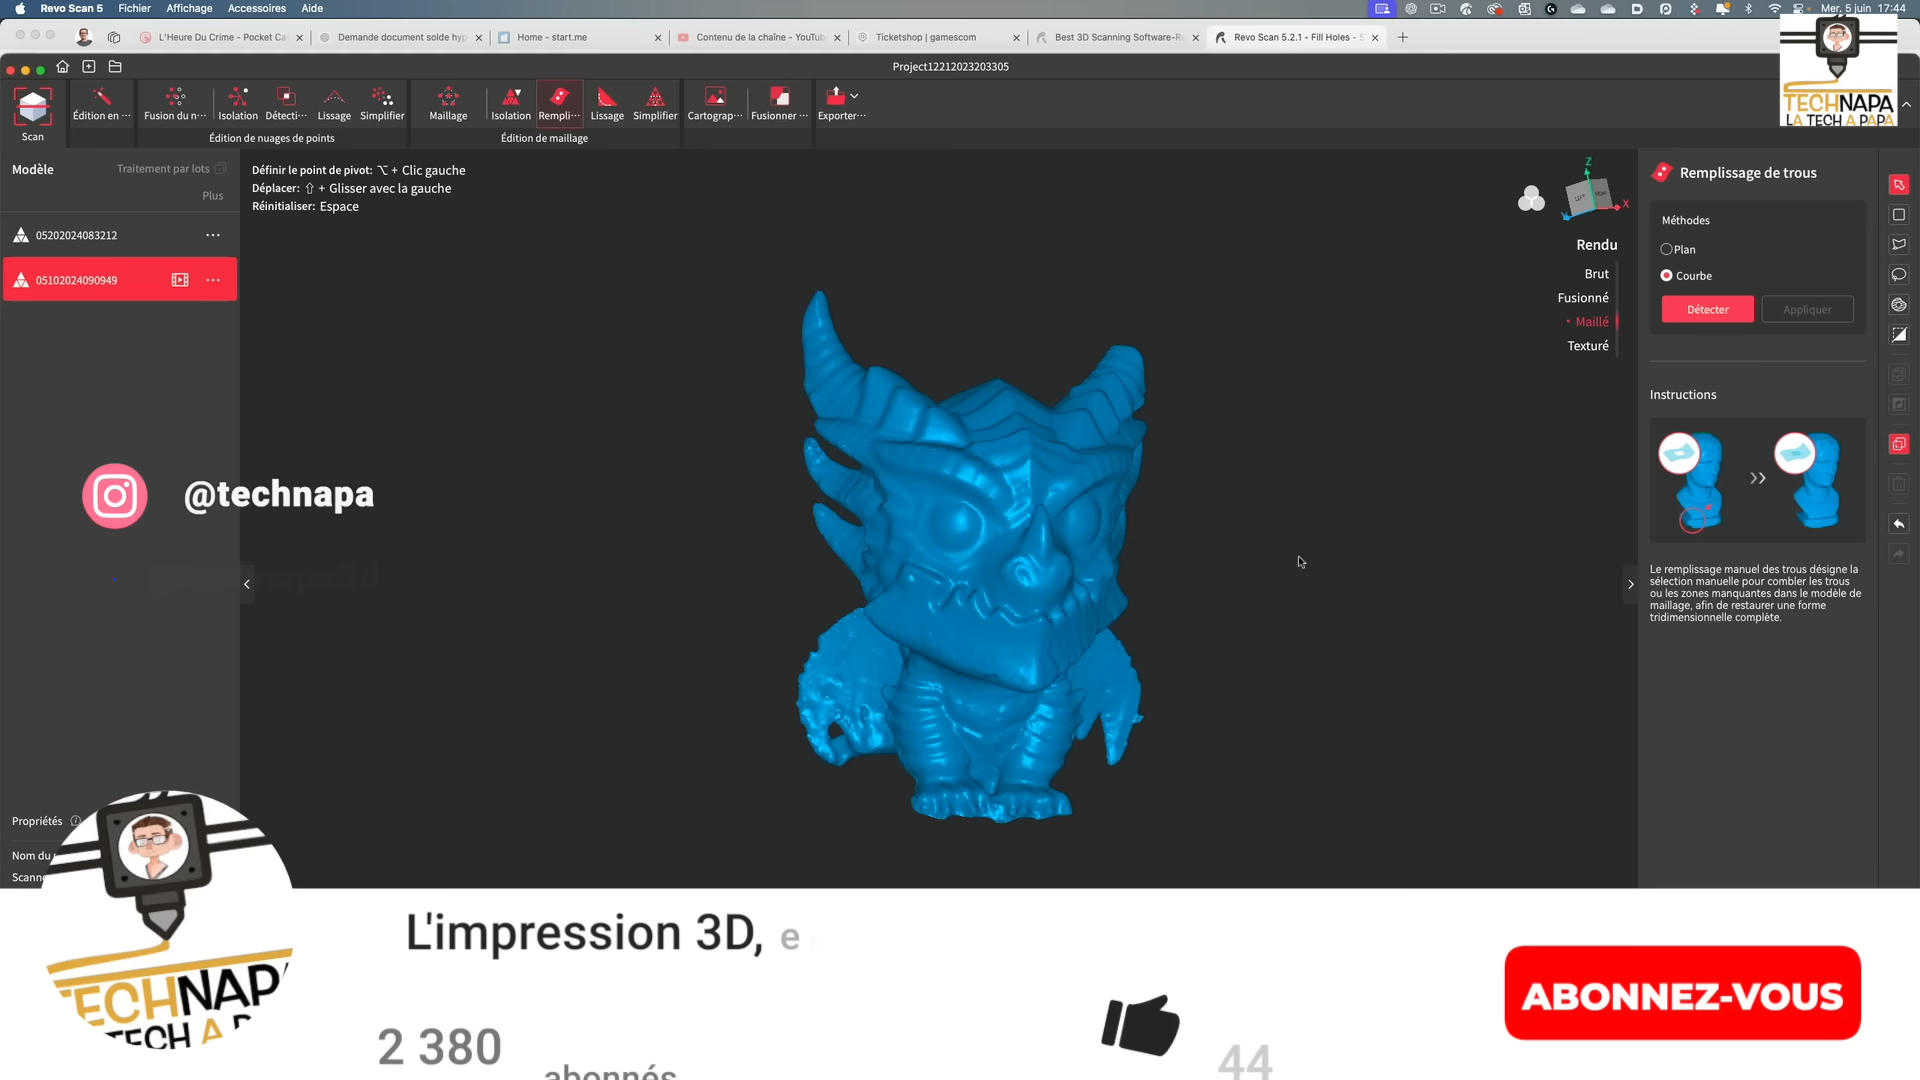 Revo Scan 5 Fichier Affichage Accessoires Aide
Mer. 5 juin 17:44
L'Heure Du Crime - Pocket Ca
Demande document solde hyp
Home - start.me
Contenu de la chaîne - YouTub
Ticketshop | gamescom
Best 3D Scanning Software-R
Revo Scan 5.2.1 - Fill Holes - S
Project12212023203305
Scan
Édition en ···
Fusion du n···
Isolation
Détecti···
Lissage
Simplifier
Maillage
Isolation
Rempli···
Lissage
Simplifier
Cartograp···
Fusionner ···
Exporter···
Édition de nuages de points
Édition de maillage
TECHNAPA
LA TECH A PAPA
Modèle
Traitement par lots
Plus
05202024083212
05102024090949
Définir le point de pivot: ⌥ + Clic gauche
Déplacer: ⇧ + Glisser avec la gauche
Réinitialiser: Espace
Z
X
LEFT
Rendu
Brut
Fusionné
Maillé
Texturé
Remplissage de trous
Méthodes
Plan
Courbe
Détecter
Appliquer
Instructions
Le remplissage manuel des trous désigne la
sélection manuelle pour combler les trous
ou les zones manquantes dans le modèle de
maillage, afin de restaurer une forme
tridimensionnelle complète.
@technapa
Propriétés
Nom du
Scanne
ECHNAP
TECH A P
L'impression 3D, e
2 380
abonnés
44
ABONNEZ-VOUS